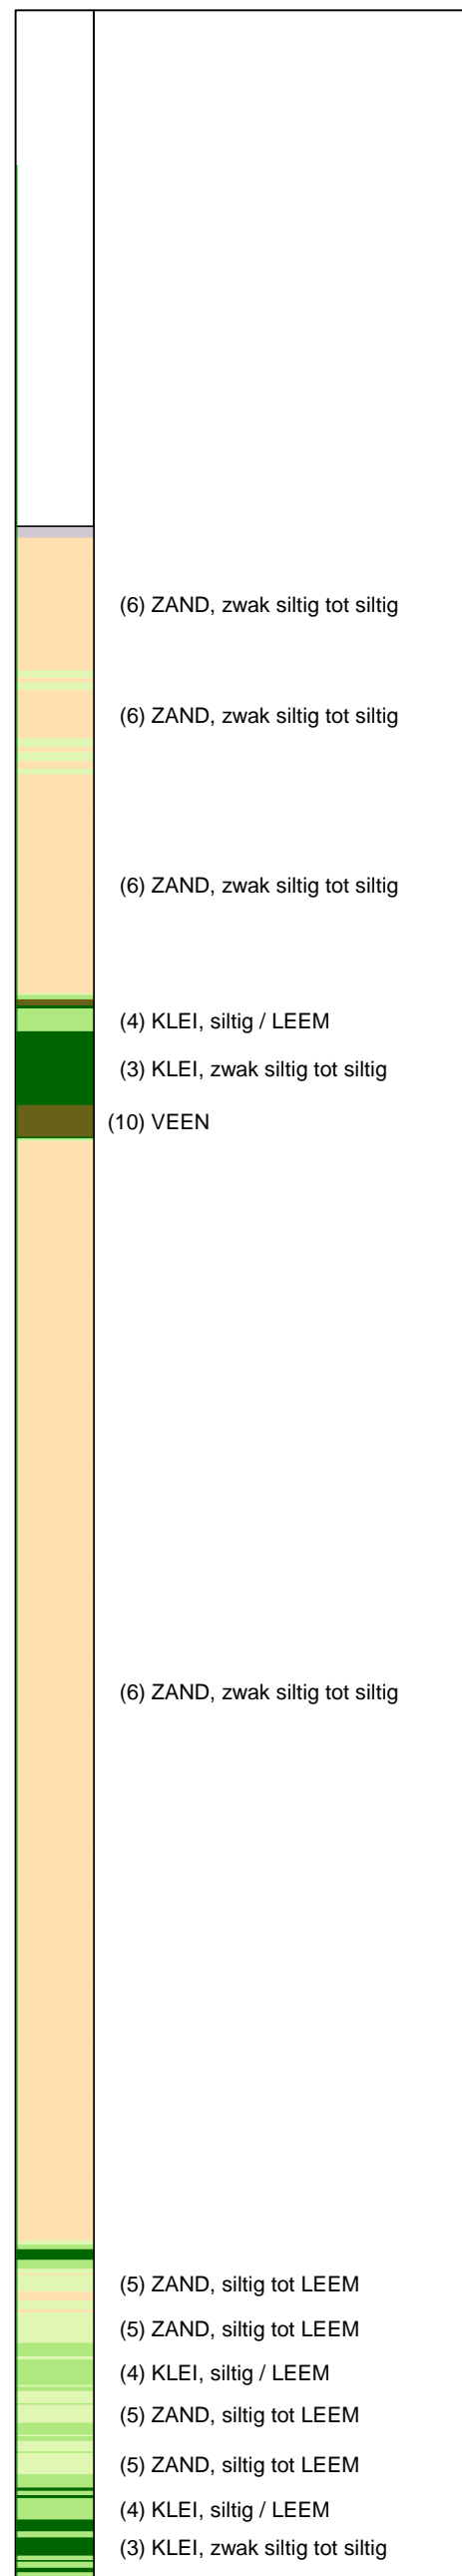 (6) ZAND, zwak siltig tot siltig
(6) ZAND, zwak siltig tot siltig
(6) ZAND, zwak siltig tot siltig
(4) KLEI, siltig / LEEM
(3) KLEI, zwak siltig tot siltig
(10) VEEN
(6) ZAND, zwak siltig tot siltig
(5) ZAND, siltig tot LEEM
(5) ZAND, siltig tot LEEM
(4) KLEI, siltig / LEEM
(5) ZAND, siltig tot LEEM
(5) ZAND, siltig tot LEEM
(4) KLEI, siltig / LEEM
(3) KLEI, zwak siltig tot siltig